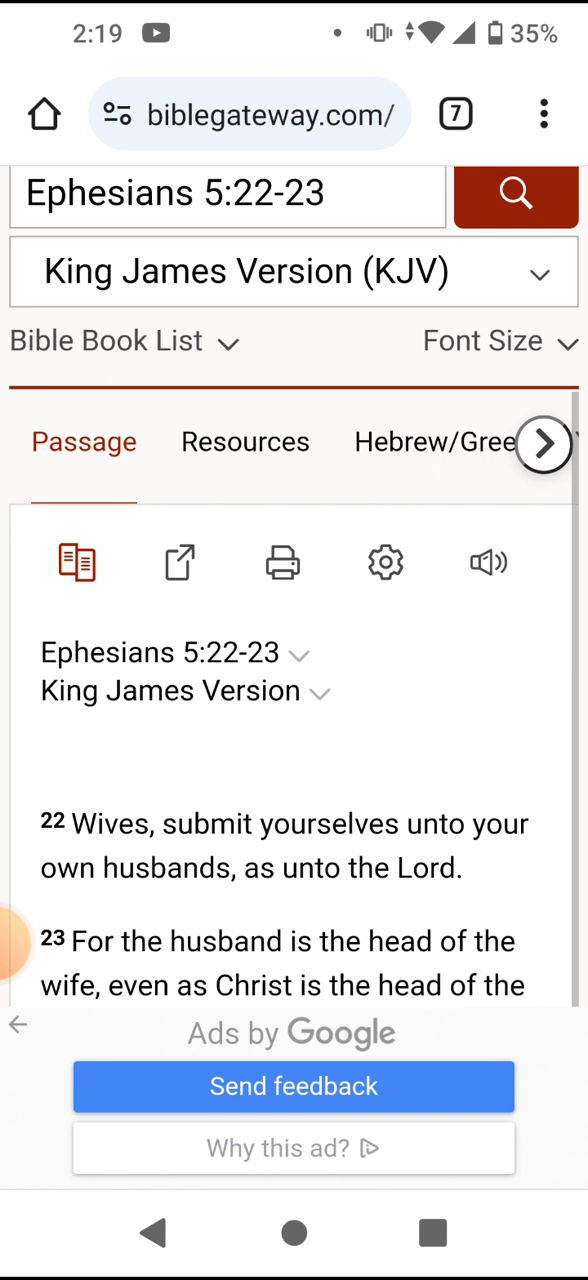 2:19 35%
biblegateway.com/ 7
Ephesians 5:22-23
King James Version (KJV)
Bible Book List Font Size
Passage Resources Hebrew/Gree
Ephesians 5:22-23
King James Version
22 Wives, submit yourselves unto your
own husbands, as unto the Lord.
23 For the husband is the head of the
wife, even as Christ is the head of the
Ads by Google
Send feedback
Why this ad?